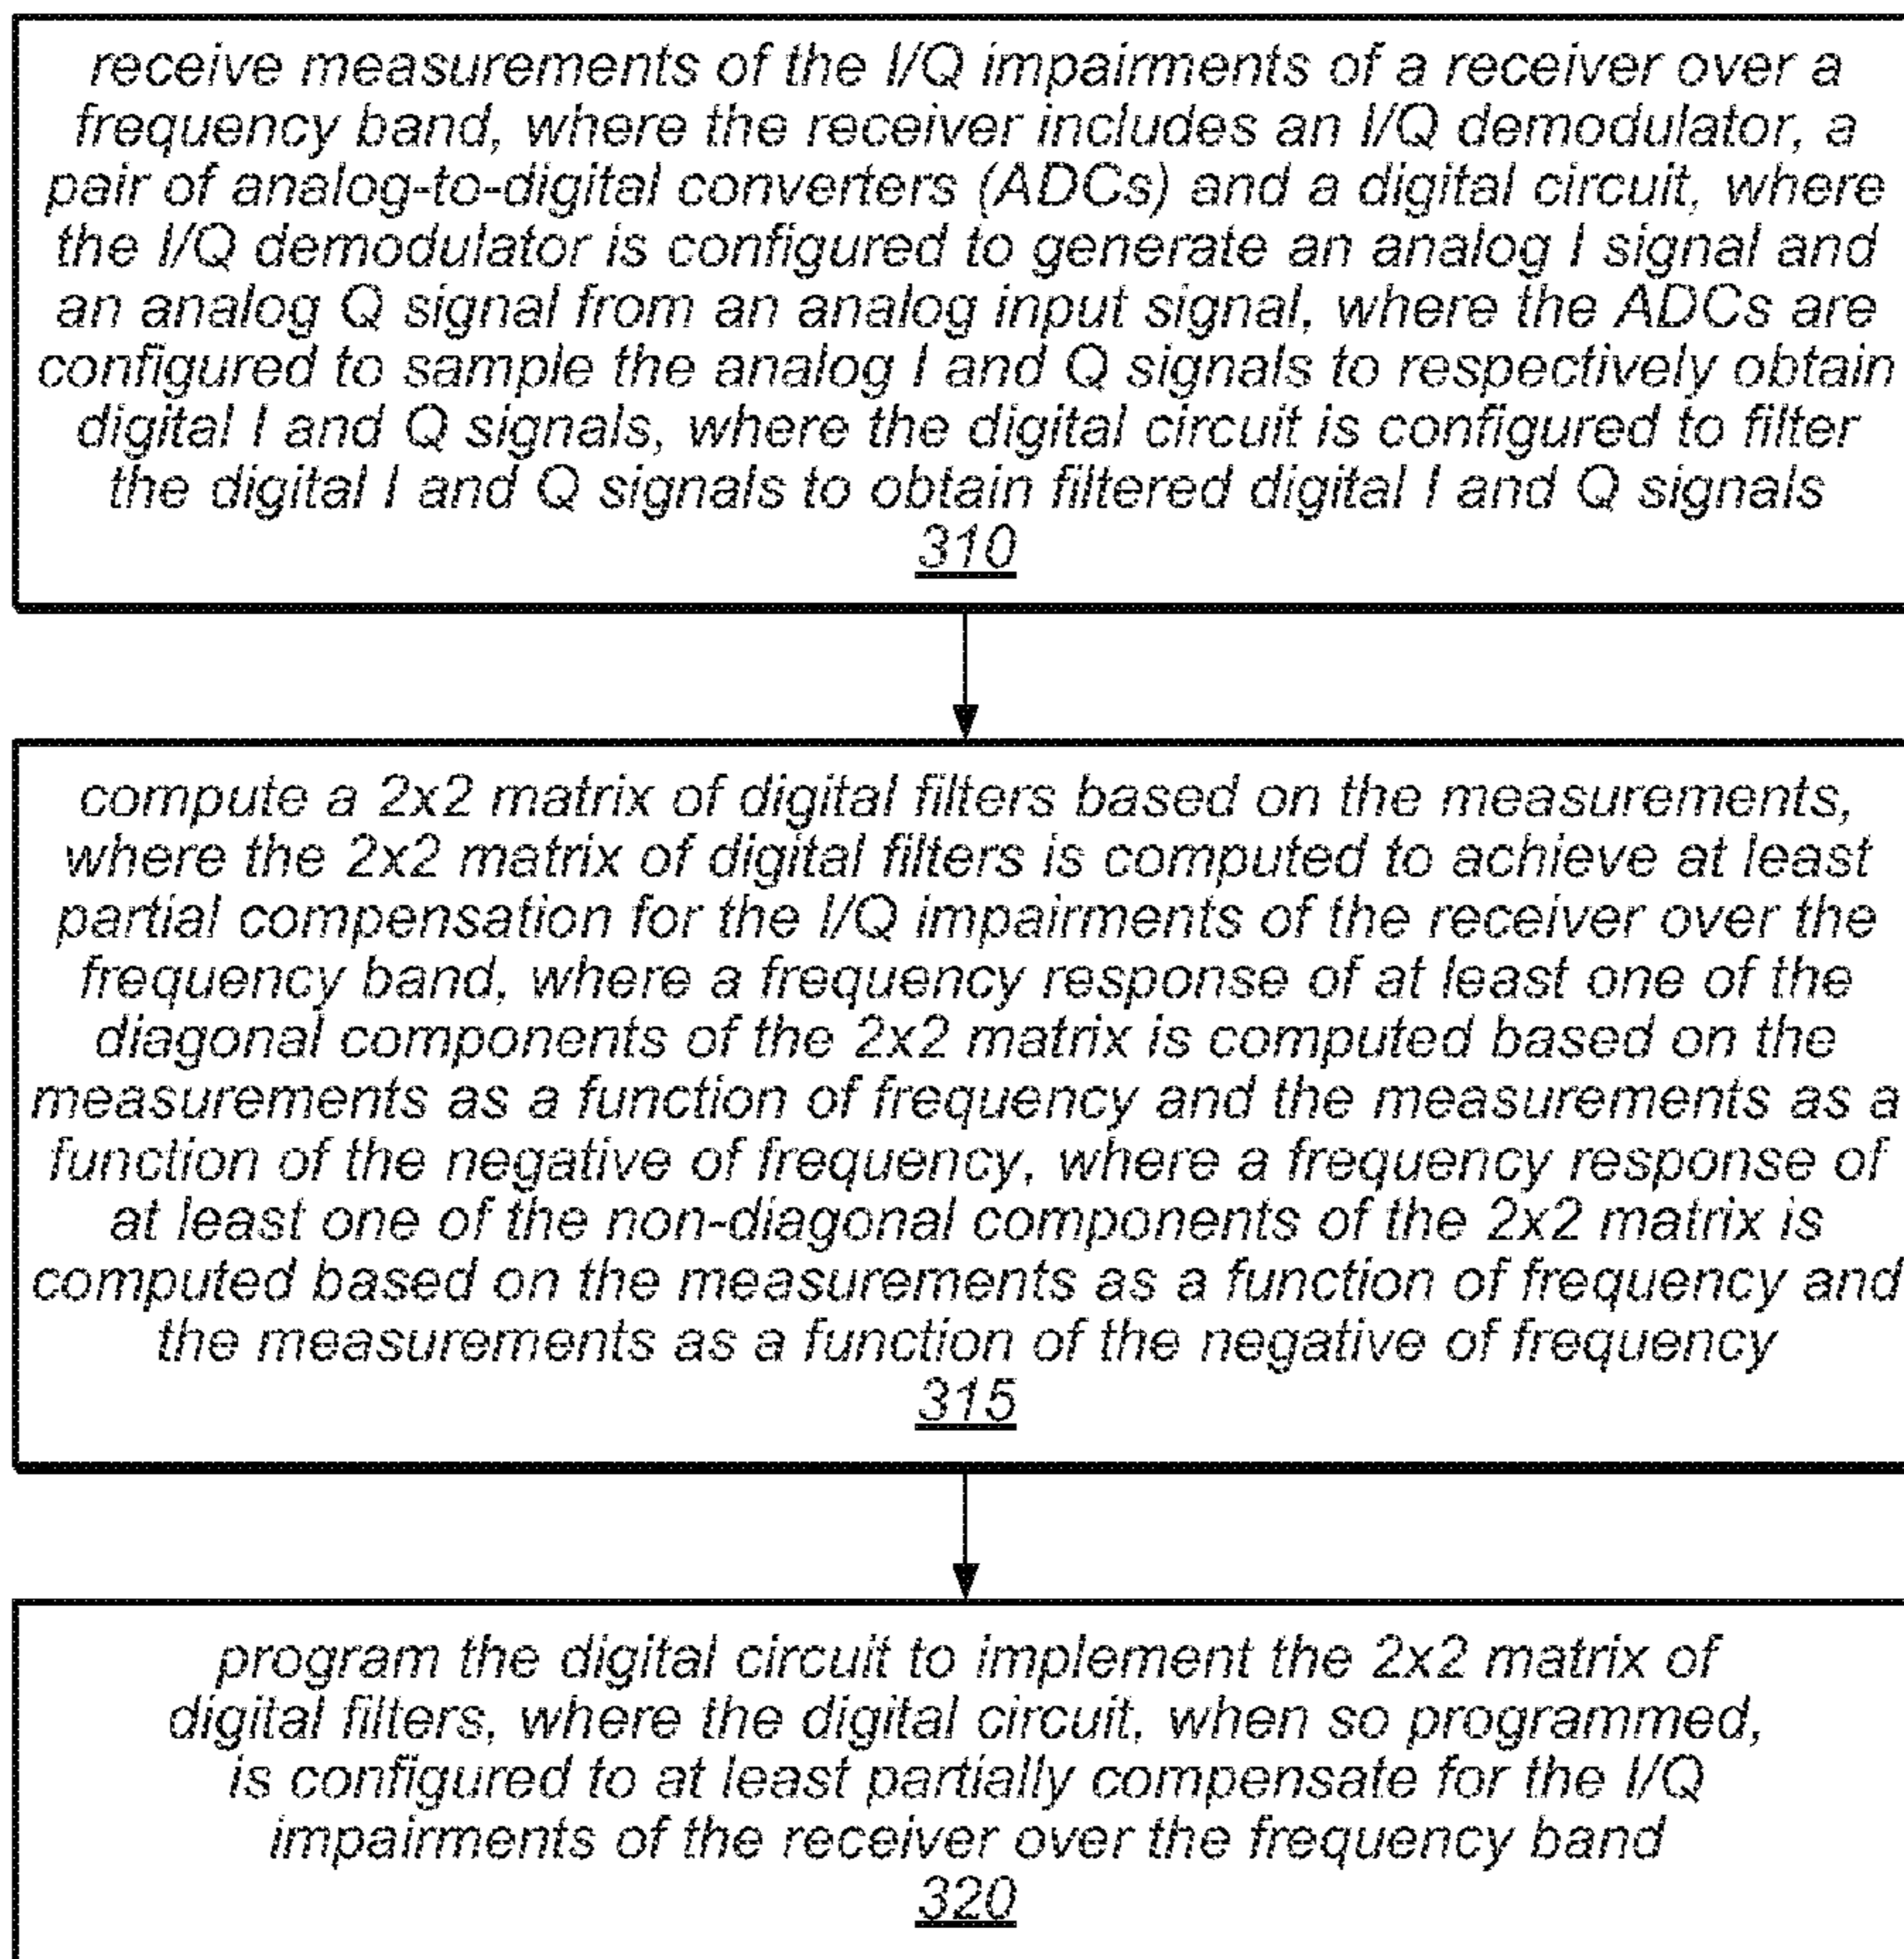 receive measurements of the I/Q impairments of a receiver over a
frequency band, where the receiver includes an I/Q demodulator, a
pair of analog-to-digital converters (ADCs) and a digital circuit, where
the I/Q demodulator is configured to generate an analog I signal and
an analog Q signal from an analog input signal, where the ADCs are
configured to sample the analog I and Q signals to respectively obtain
digital I and Q signals, where the digital circuit is configured to filter
the digital I and Q signals to obtain filtered digital I and Q signals
310
compute a 2x2 matrix of digital filters based on the measurements,
where the 2x2 matrix of digital filters is computed to achieve at least
partial compensation for the I/Q impairments of the receiver over the
frequency band, where a frequency response of at least one of the
diagonal components of the 2x2 matrix is computed based on the
measurements as a function of frequency and the measurements as a
function of the negative of frequency, where a frequency response of
at least one of the non-diagonal components of the 2x2 matrix is
computed based on the measurements as a function of frequency and
the measurements as a function of the negative of frequency
315
program the digital circuit to implement the 2x2 matrix of
digital filters, where the digital circuit, when so programmed,
is configured to at least partially compensate for the I/Q
impairments of the receiver over the frequency band
320